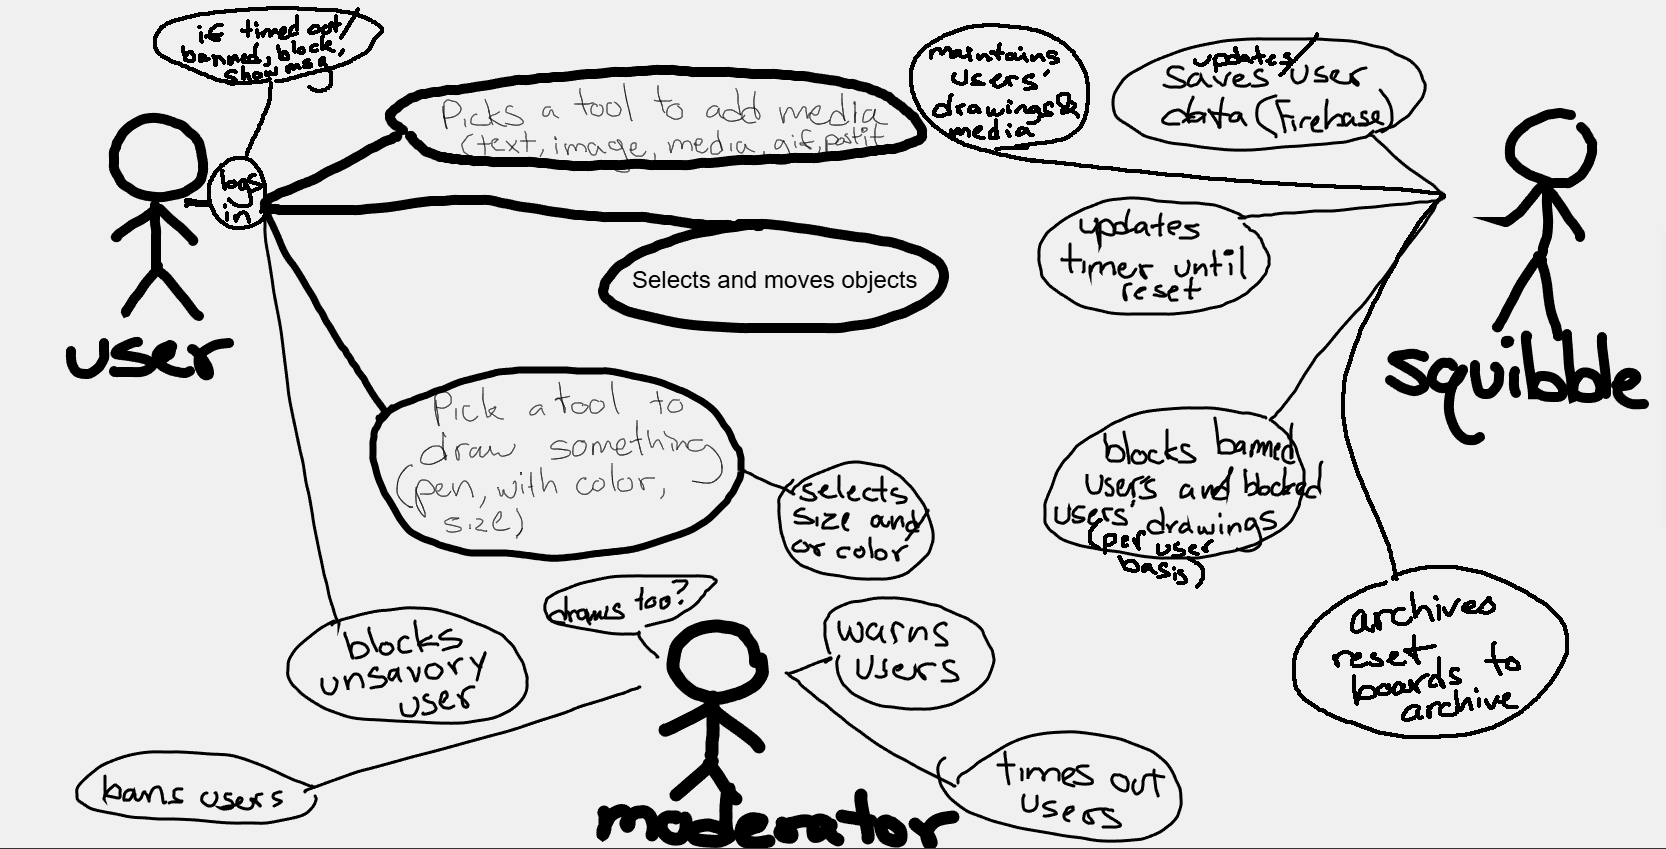 if timed out/
banned, block,
show msg
logs
in
user
Picks a tool to add media
(text, image, media, gif, postit
Selects and moves objects
Pick a tool to
draw something
(pen, with color,
size)
selects
size and/
or color
blocks
unsavory
user
maintains
users'
drawings &
media
updates/
saves user
data (Firebase)
updates
timer until
reset
squibble
blocks banned
users and blocked
users' drawings
(per user
basis)
archives
reset
boards to
archive
draws too?
warns
users
bans users
times out
users
moderator